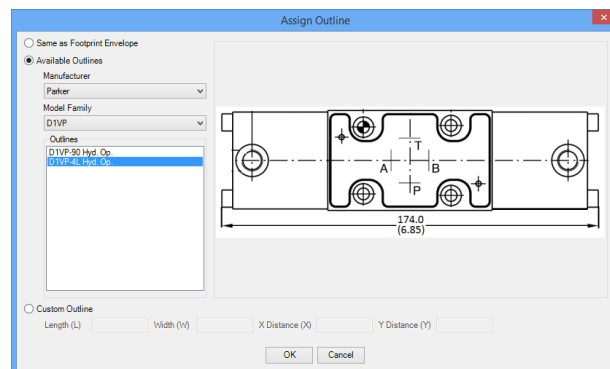 Assign Outline
x
Same as Footprint Envelope
Available Outlines
Manufacturer
Parker
Model Family
D1VP
Outlines
D1VP-90 Hyd. Op.
D1VP-4L Hyd. Op.
T
A B
P
174.0
(6.85)
Custom Outline
Length (L) Width (W) X Distance (X) Y Distance (Y)
OK Cancel